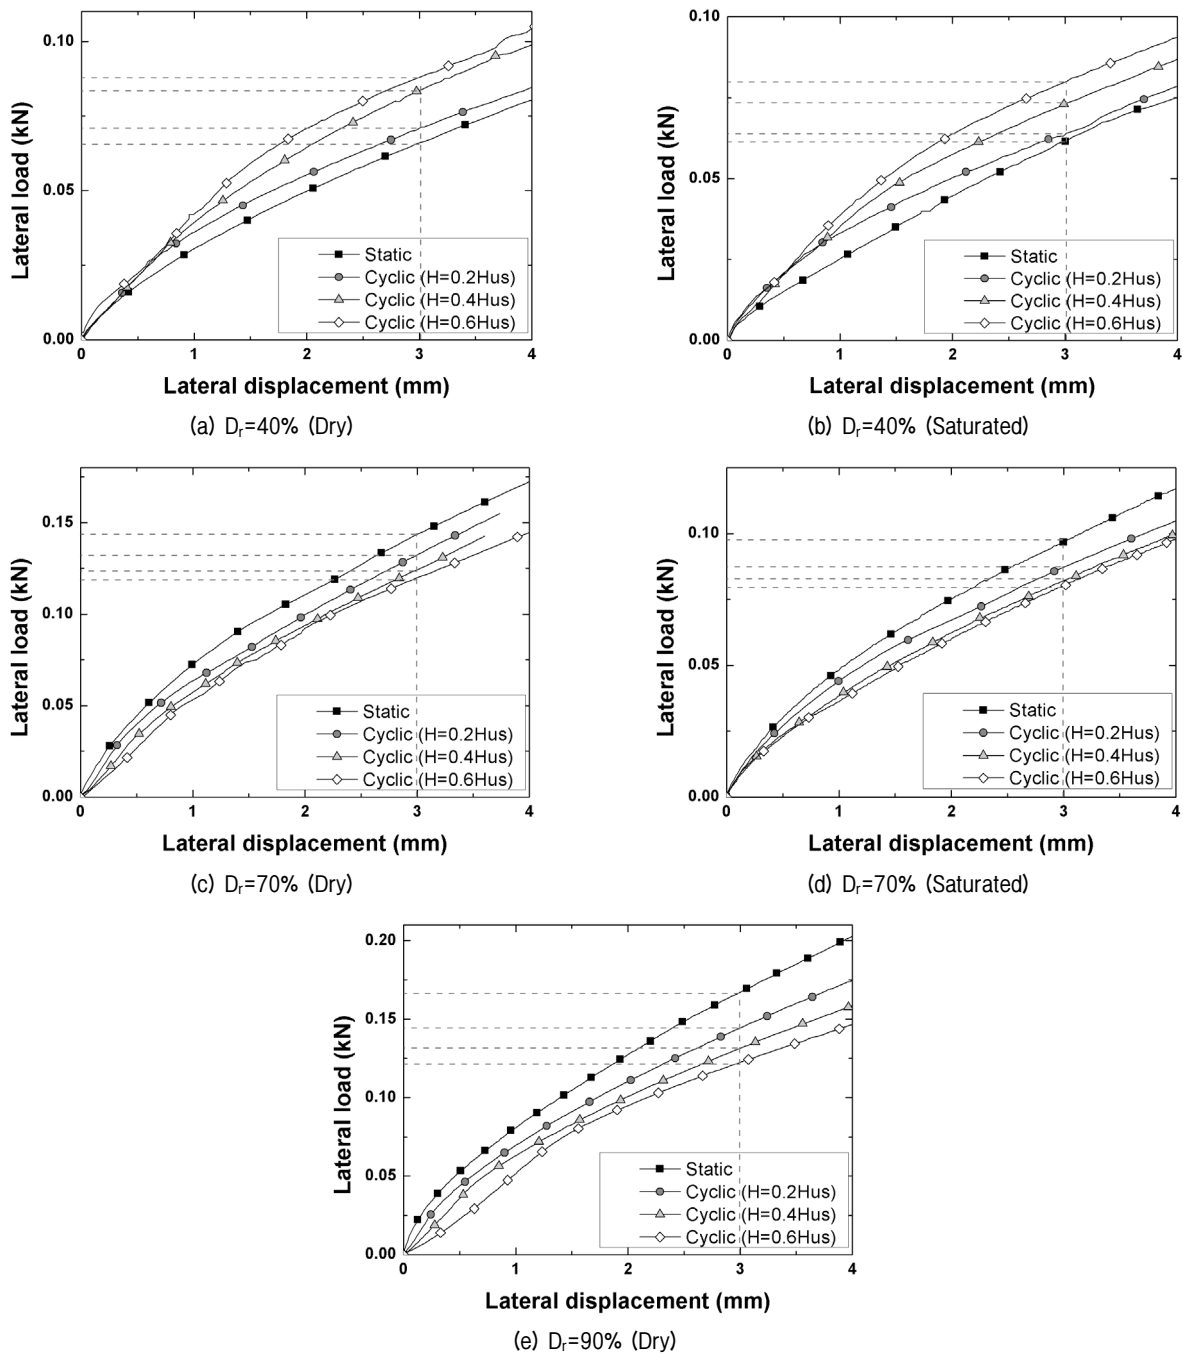 0.10
0.05
0.00
0 1 2 3 4
Lateral load (kN)
Static
Cyclic (H=0.2Hus)
Cyclic (H=0.4Hus)
Cyclic (H=0.6Hus)
Lateral displacement (mm)
(a) Dr=40% (Dry)
0.10
0.05
0.00
0 1 2 3 4
Lateral load (kN)
Static
Cyclic (H=0.2Hus)
Cyclic (H=0.4Hus)
Cyclic (H=0.6Hus)
Lateral displacement (mm)
(b) Dr=40% (Saturated)
0.15
0.10
0.05
0.00
0 1 2 3 4
Lateral load (kN)
Static
Cyclic (H=0.2Hus)
Cyclic (H=0.4Hus)
Cyclic (H=0.6Hus)
Lateral displacement (mm)
(c) Dr=70% (Dry)
0.10
0.05
0.00
0 1 2 3 4
Lateral load (kN)
Static
Cyclic (H=0.2Hus)
Cyclic (H=0.4Hus)
Cyclic (H=0.6Hus)
Lateral displacement (mm)
(d) Dr=70% (Saturated)
0.20
0.15
0.10
0.05
0.00
0 1 2 3 4
Lateral load (kN)
Static
Cyclic (H=0.2Hus)
Cyclic (H=0.4Hus)
Cyclic (H=0.6Hus)
Lateral displacement (mm)
(e) Dr=90% (Dry)